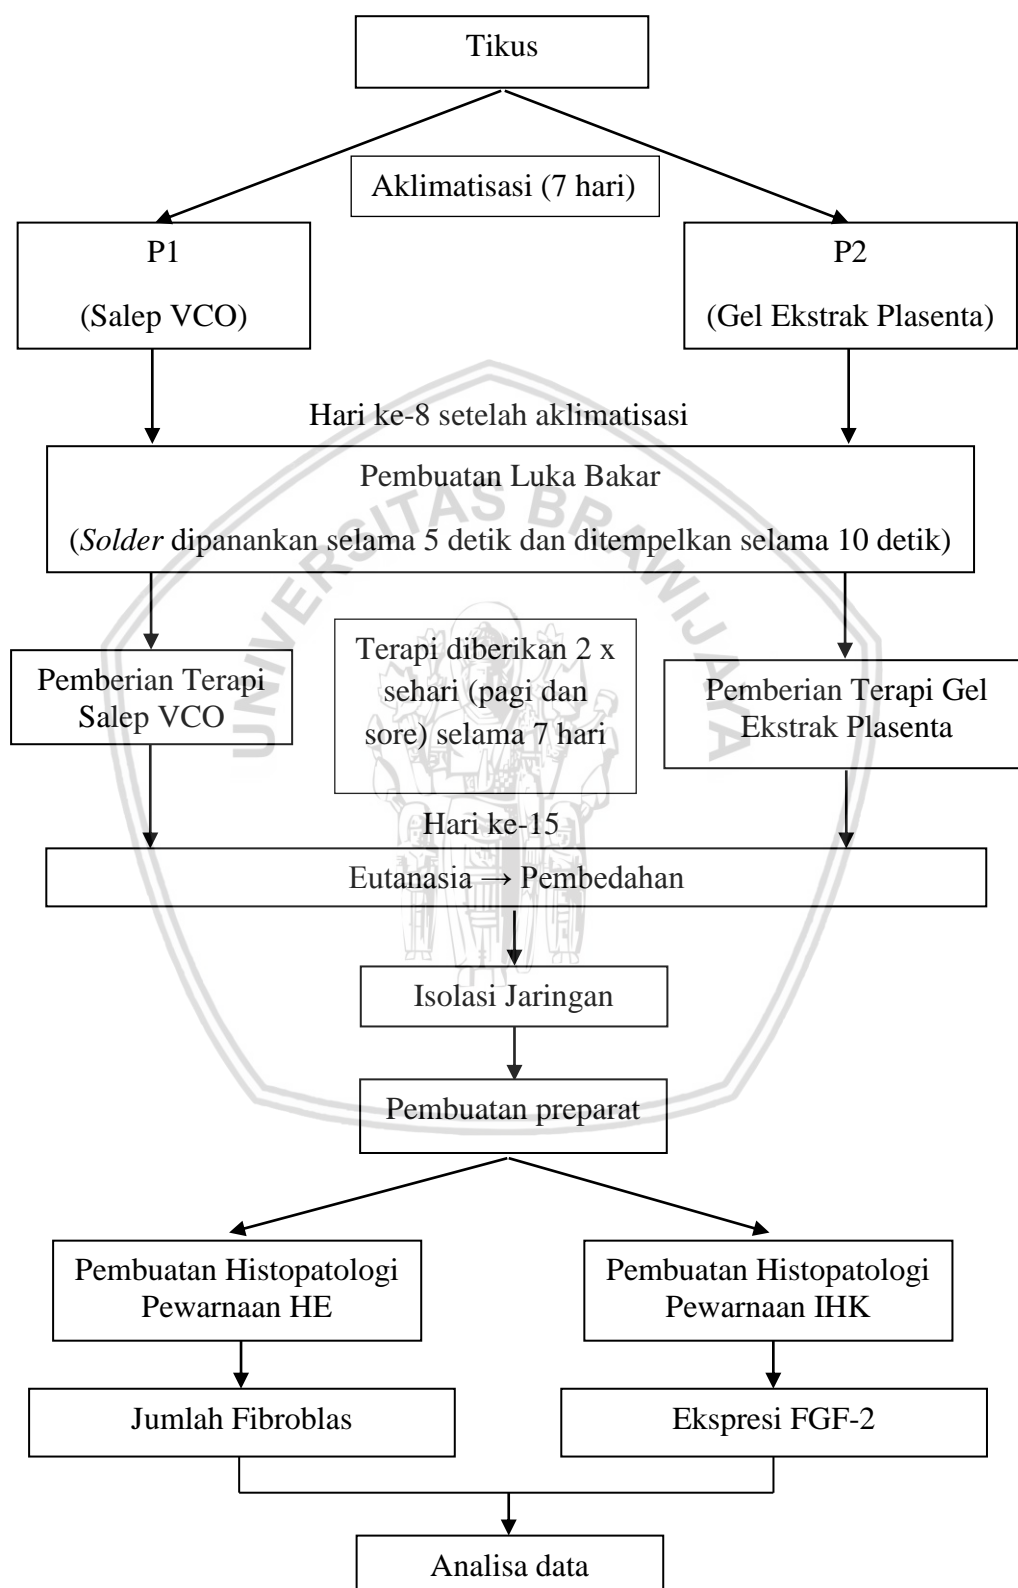 Tikus
Aklimatisasi (7 hari)
P1
(Salep VCO)
P2
(Gel Ekstrak Plasenta)
Hari ke-8 setelah aklimatisasi
Pembuatan Luka Bakar
(Solder dipanankan selama 5 detik dan ditempelkan selama 10 detik)
UNIVERSITAS BRAWIJAYA
Pemberian Terapi
Salep VCO
Terapi diberikan 2 x
sehari (pagi dan
sore) selama 7 hari
Pemberian Terapi Gel
Ekstrak Plasenta
Hari ke-15
Eutanasia → Pembedahan
Isolasi Jaringan
Pembuatan preparat
Pembuatan Histopatologi
Pewarnaan HE
Pembuatan Histopatologi
Pewarnaan IHK
Jumlah Fibroblas
Ekspresi FGF-2
Analisa data